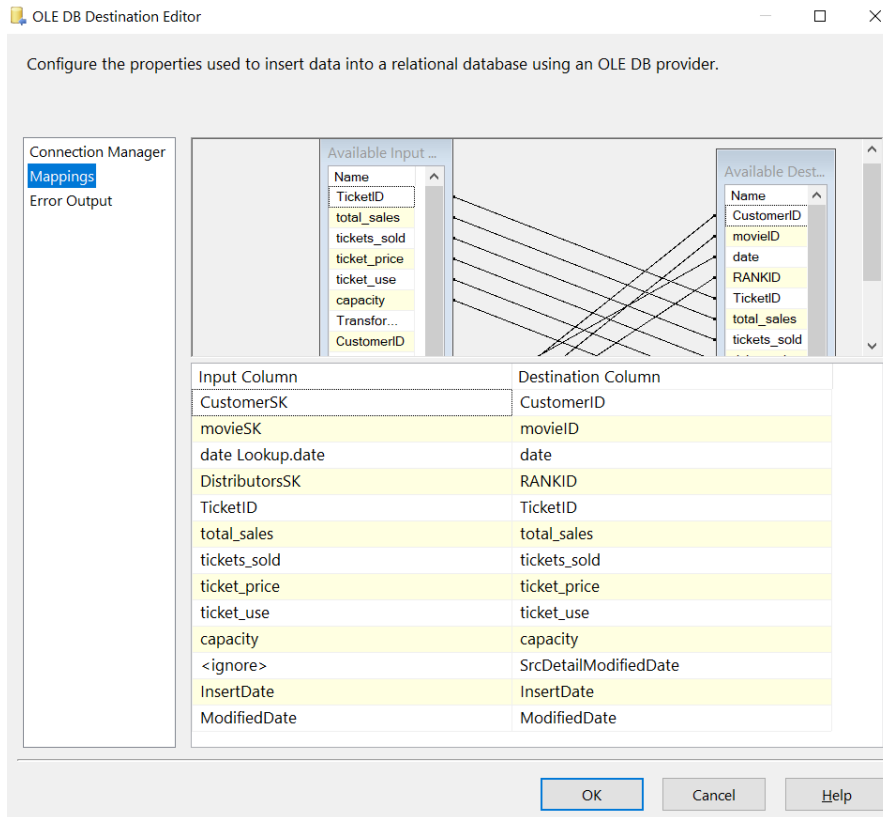 OLE DB Destination Editor
Configure the properties used to insert data into a relational database using an OLE DB provider.
Connection Manager
Mappings
Error Output
Available Input ...
Name
TicketID
total_sales
tickets_sold
ticket_price
ticket_use
capacity
Transfor...
CustomerID
Available Dest...
Name
CustomerID
movieID
date
RANKID
TicketID
total_sales
tickets_sold
Input Column Destination Column
CustomerSK CustomerID
movieSK movieID
date Lookup.date date
DistributorsSK RANKID
TicketID TicketID
total_sales total_sales
tickets_sold tickets_sold
ticket_price ticket_price
ticket_use ticket_use
capacity capacity
<ignore> SrcDetailModifiedDate
InsertDate InsertDate
ModifiedDate ModifiedDate
OK Cancel Help